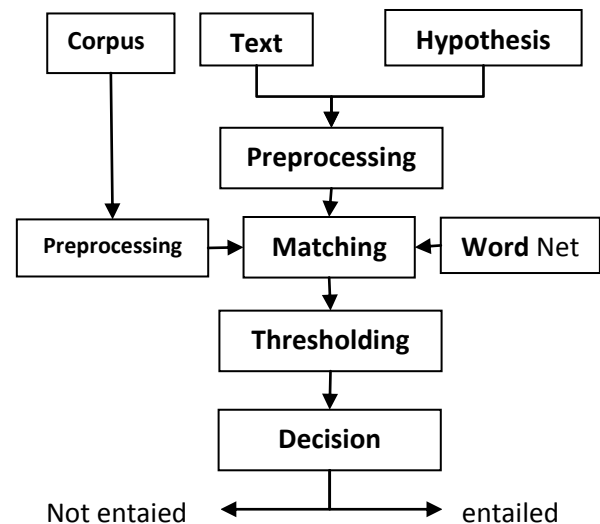 Corpus
Text
Hypothesis
Preprocessing
Preprocessing
Matching
Word Net
Thresholding
Decision
Not entaied
entailed